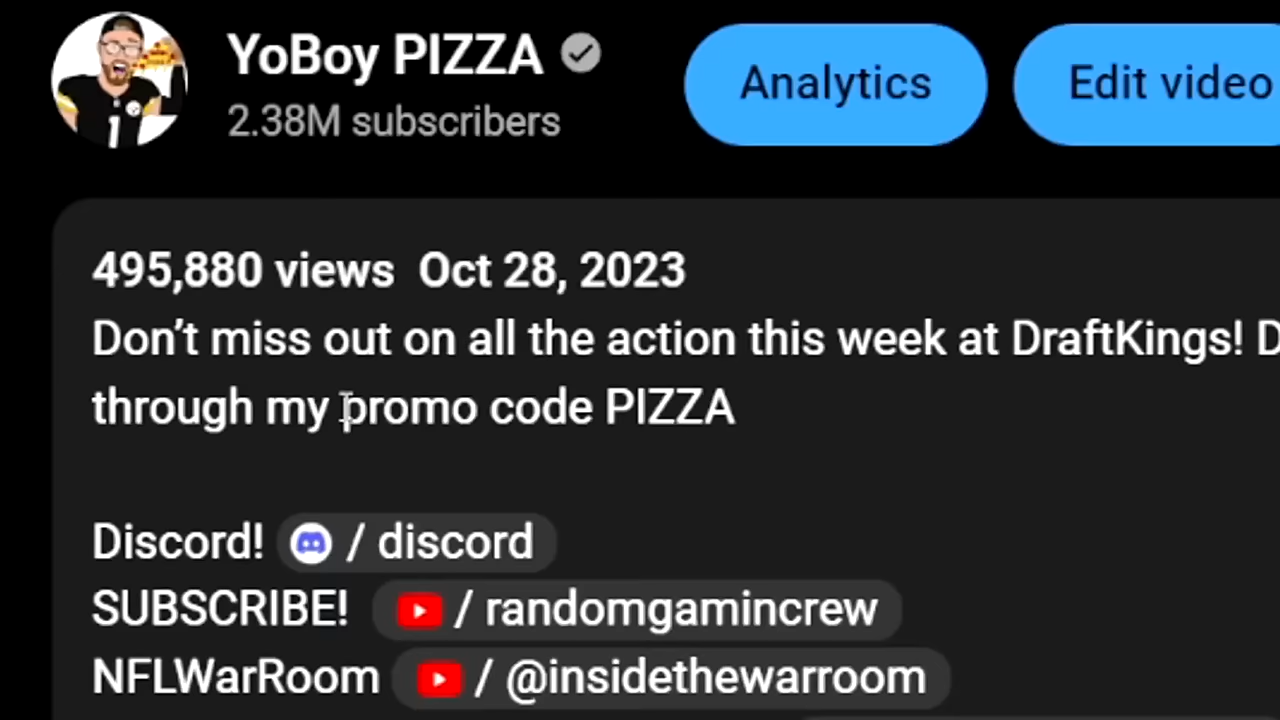 YoBoy PIZZA
2.38M subscribers
Analytics
Edit video
495,880 views Oct 28, 2023
Don’t miss out on all the action this week at DraftKings! D
through my promo code PIZZA
Discord! / discord
SUBSCRIBE! / randomgamincrew
NFLWarRoom / @insidethewarroom